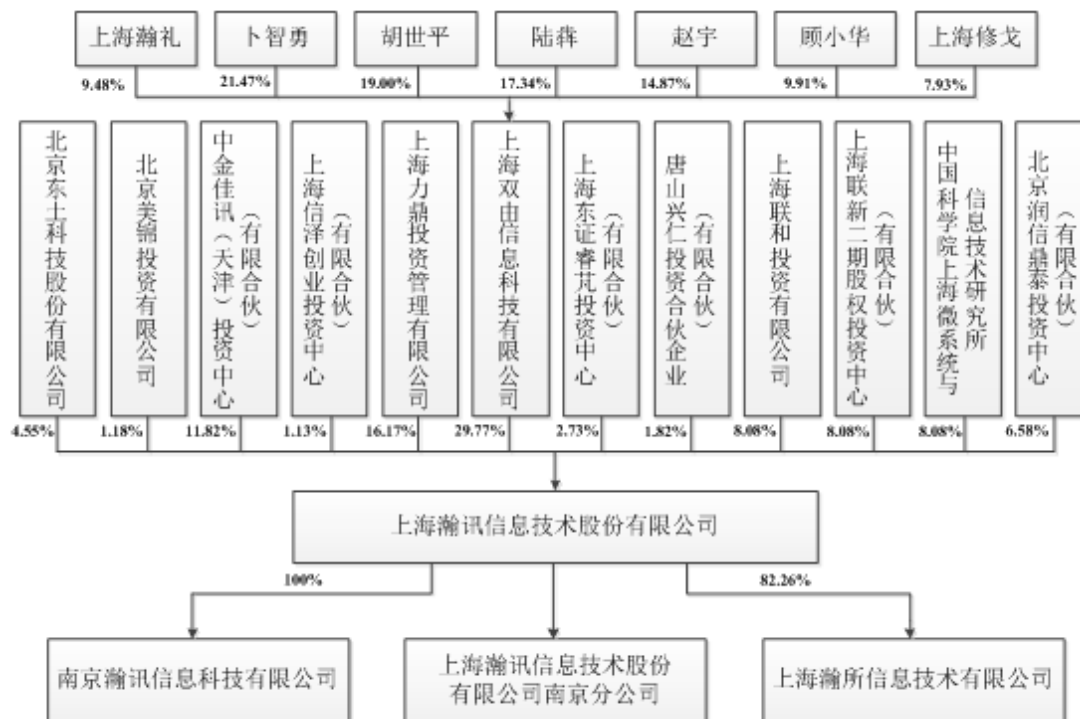 上海瀚礼
卜智勇
胡世平
陆犇
赵宇
顾小华
上海修戈
9.48%
21.47%
19.00%
17.34%
14.87%
9.91%
7.93%
北京东土科技股份有限公司
北京美锦投资有限公司
中金佳讯（天津）投资中心
（有限合伙）
上海信泽创业投资中心
（有限合伙）
上海力鼎投资管理有限公司
上海双由信息科技有限公司
上海东证睿芃投资中心
（有限合伙）
唐山兴仁投资合伙企业
（有限合伙）
上海联和投资有限公司
上海联新二期股权投资中心
（有限合伙）
中国科学院上海微系统与
信息技术研究所
北京润信鼎泰投资中心
（有限合伙）
4.55%
1.18%
11.82%
1.13%
16.17%
29.77%
2.73%
1.82%
8.08%
8.08%
8.08%
6.58%
上海瀚讯信息技术股份有限公司
100%
82.26%
南京瀚讯信息科技有限公司
上海瀚讯信息技术股份
有限公司南京分公司
上海瀚所信息技术有限公司